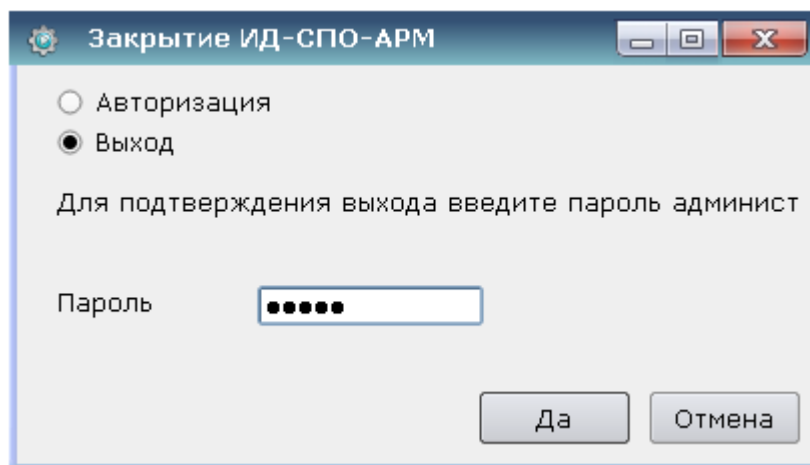 Закрытие ИД-СПО-АРМ
Авторизация
Выход
Для подтверждения выхода введите пароль админист
Пароль
Да
Отмена